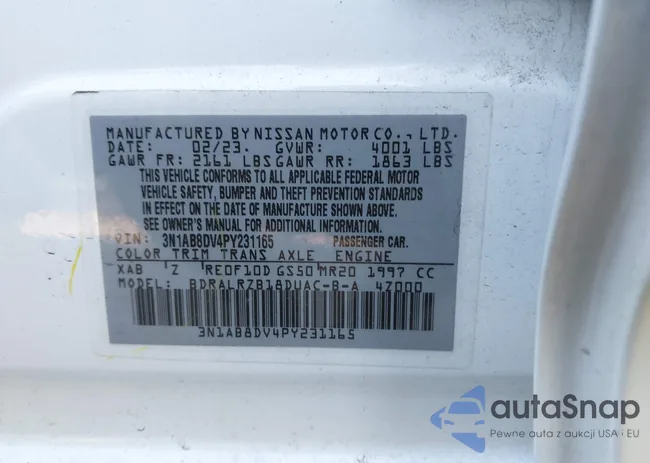 MANUFACTURED BY NISSAN MOTOR CO., LTD.
DATE: 02/23. GVWR: 4001 LBS
GAWR FR: 2161 LBS GAWR RR: 1863 LBS
THIS VEHICLE CONFORMS TO ALL APPLICABLE FEDERAL MOTOR
VEHICLE SAFETY, BUMPER AND THEFT PREVENTION STANDARDS
IN EFFECT ON THE DATE OF MANUFACTURE SHOWN ABOVE.
SEE OWNER'S MANUAL FOR ADDITIONAL INFORMATION.
VIN: 3N1AB8DV4PY231165 PASSENGER CAR.
COLOR TRIM TRANS AXLE ENGINE
XAB 'Z RE0F10D GS50 MR20 1997 CC
MODEL: BDRALRZB18DUAC-B-A 4Z000
3N1AB8DV4PY231165
autaSnap
Pewne auta z aukcji USA i EU